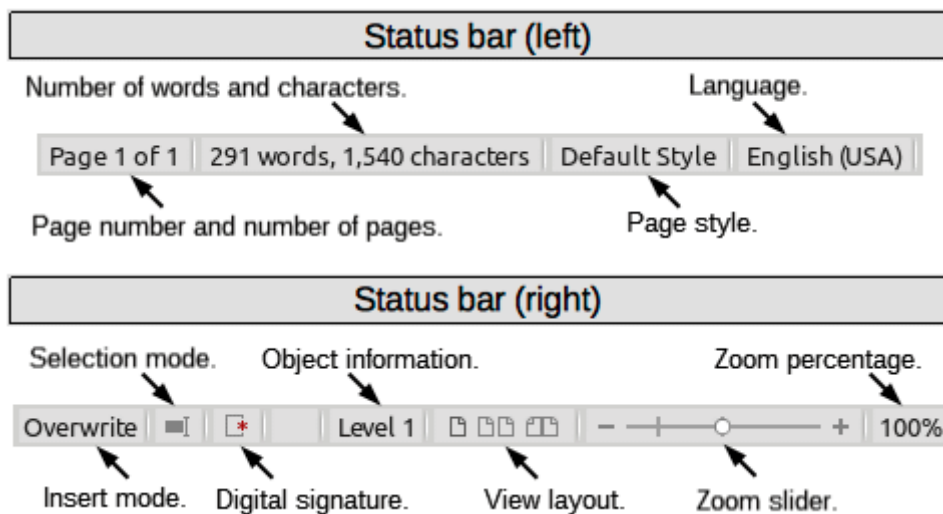 Status bar (left)
Number of words and characters. Language.
Page 1 of 1 291 words, 1,540 characters Default Style English (USA)
Page number and number of pages. Page style.
Status bar (right)
Selection mode. Object information. Zoom percentage.
Overwrite Level 1 100%
Insert mode. Digital signature. View layout. Zoom slider.